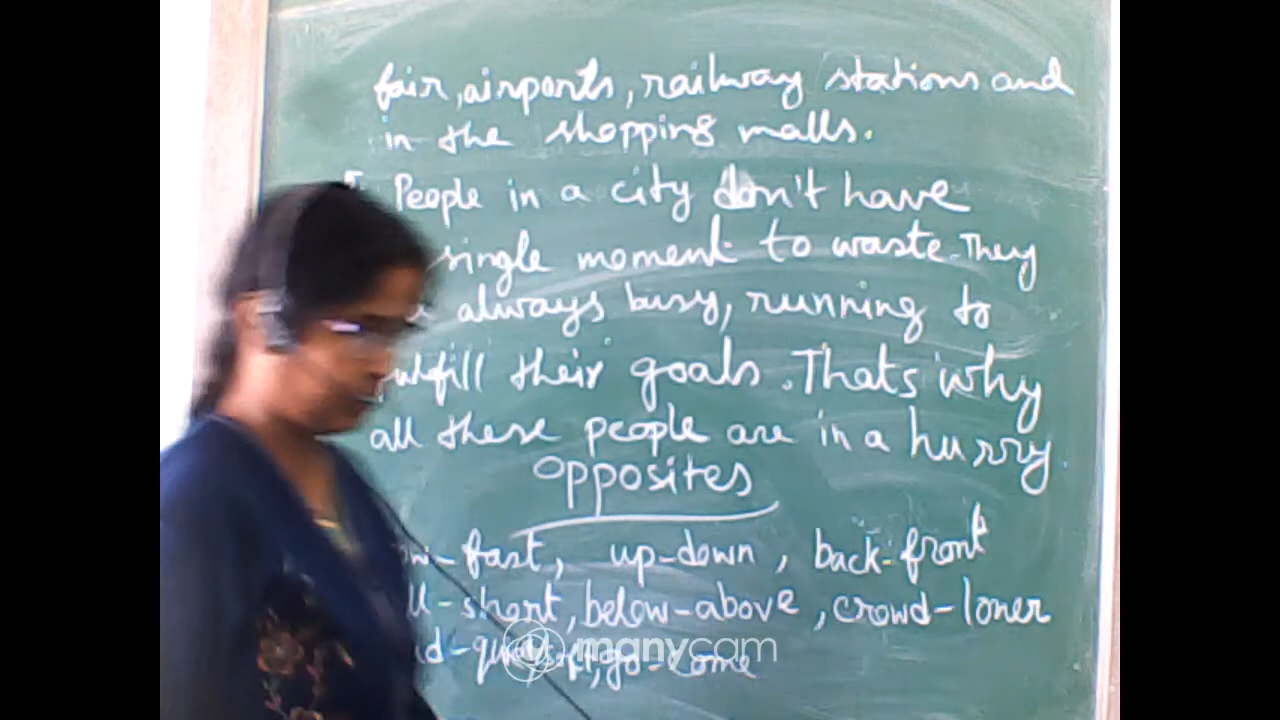 fair, airports, railway stations and
in the shopping malls.
People in a city don't have
single moment to waste. They
always busy, running to
fulfill their goals. Thats why
all these people are in a hurry
opposites
fast, up-down, back-front
short, below-above, crowd-loner
go-come
manycam